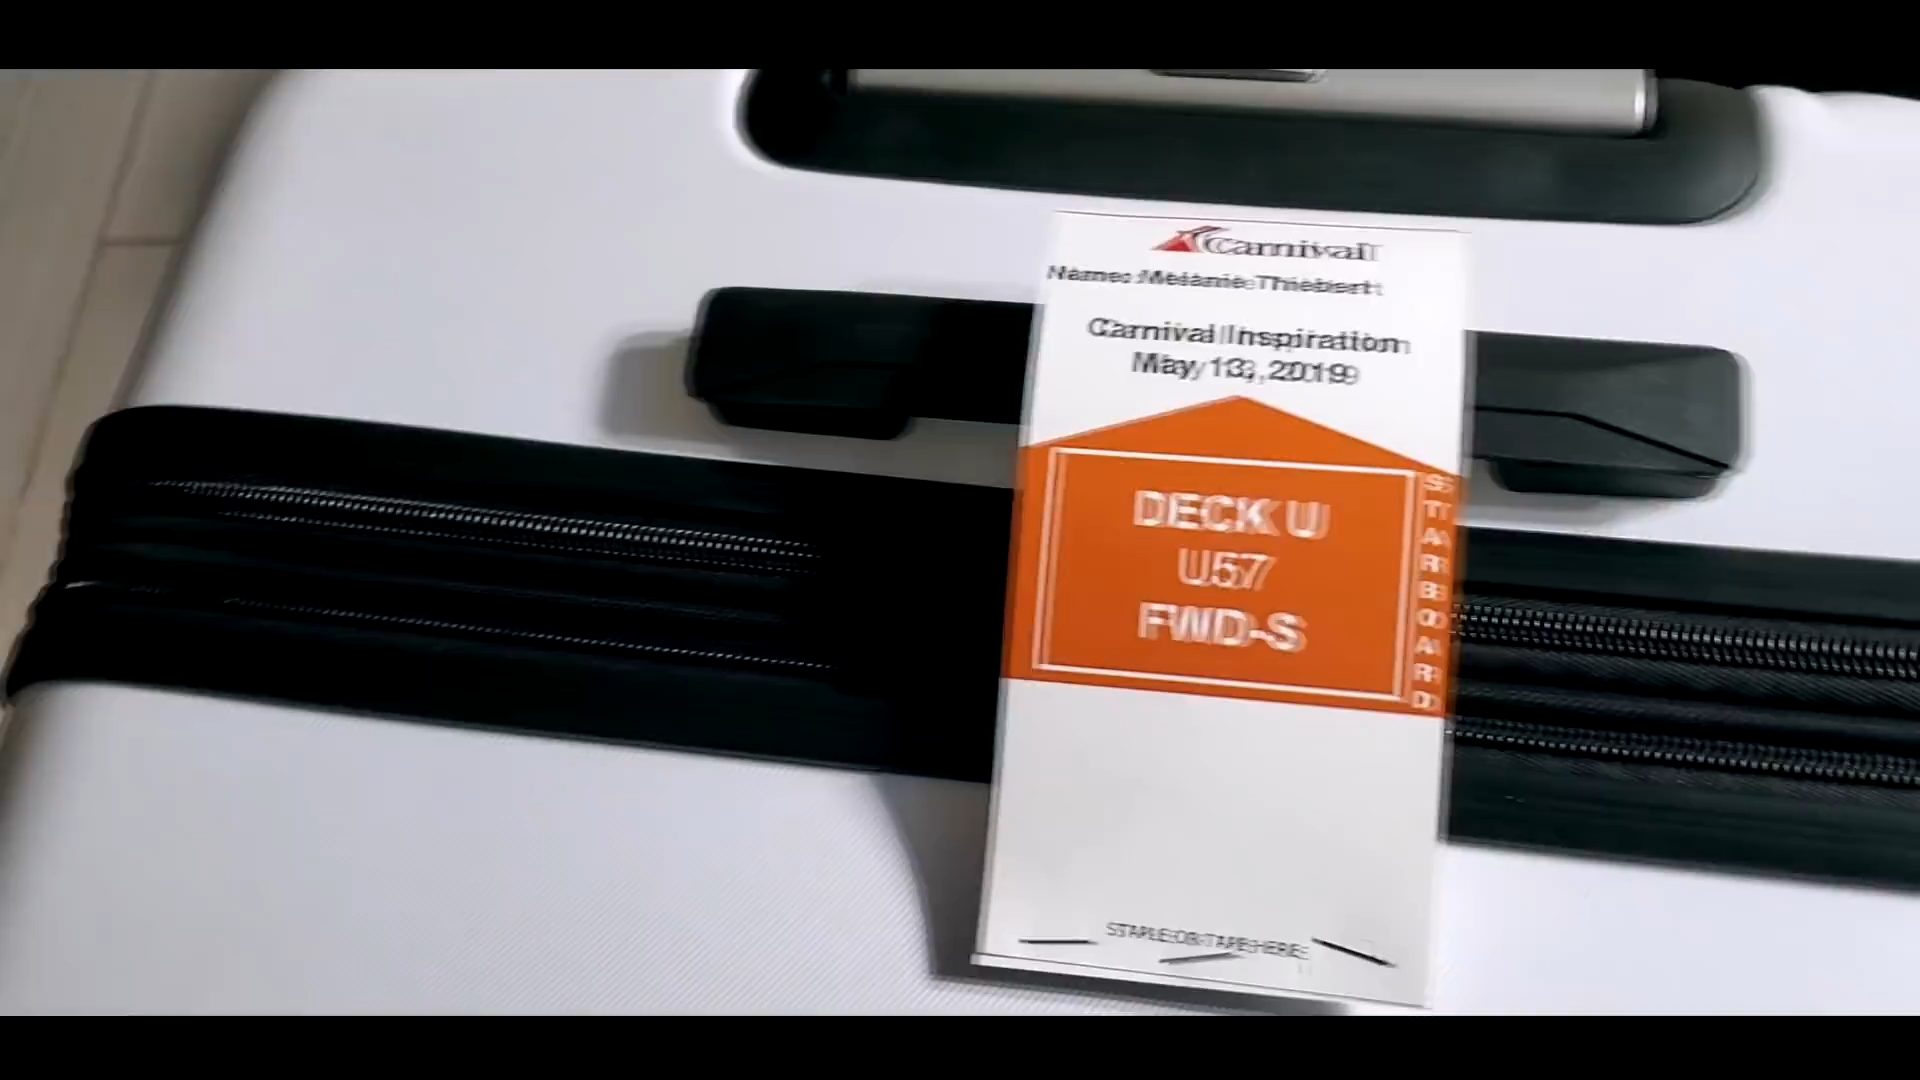 Carnival
Name: Melanie Thiebert
Carnival Inspiration
May 13, 2019
DECK U
U57
FWD-S
STARBOARD
STAPLE OR TAPE HERE